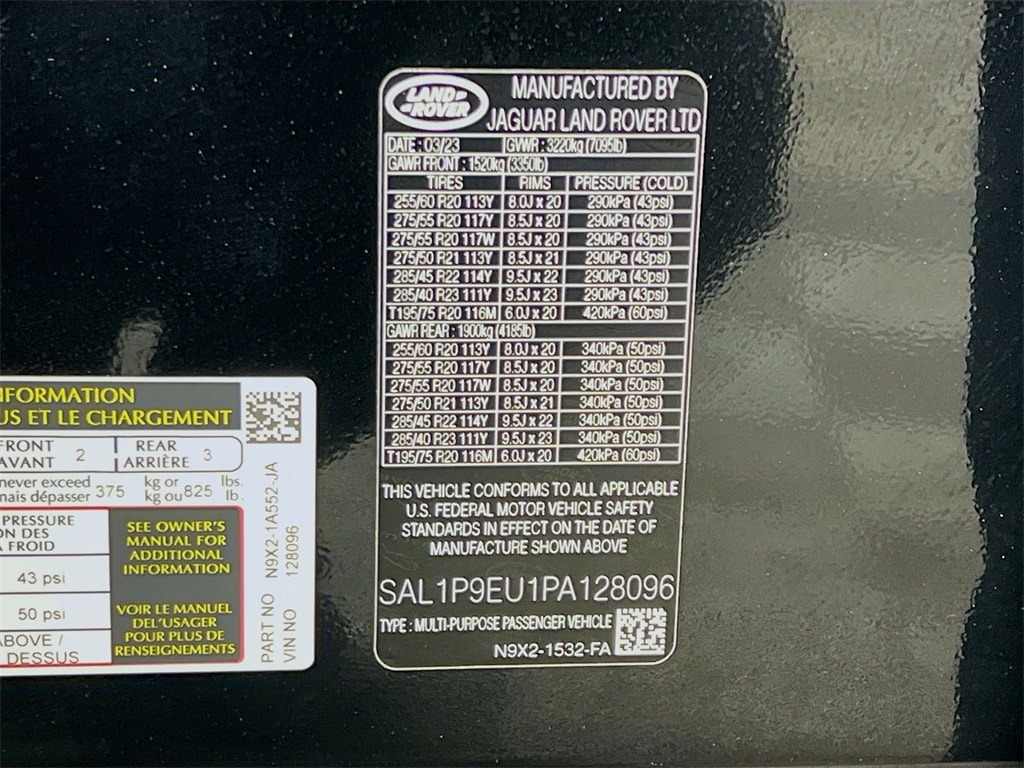 LAND ROVER
MANUFACTURED BY
JAGUAR LAND ROVER LTD
DATE : 03/23 GVWR : 3220kg (7095lb)
GAWR FRONT : 1520kg (3350lb)
TIRES RIMS PRESSURE (COLD)
255/60 R20 113Y 8.0J x 20 290kPa (43psi)
275/55 R20 117Y 8.5J x 20 290kPa (43psi)
275/55 R20 117W 8.5J x 20 290kPa (43psi)
275/50 R21 113Y 8.5J x 21 290kPa (43psi)
285/45 R22 114Y 9.5J x 22 290kPa (43psi)
285/40 R23 111Y 9.5J x 23 290kPa (43psi)
T195/75 R20 116M 6.0J x 20 420kPa (60psi)
GAWR REAR : 1900kg (4185lb)
255/60 R20 113Y 8.0J x 20 340kPa (50psi)
275/55 R20 117Y 8.5J x 20 340kPa (50psi)
275/55 R20 117W 8.5J x 20 340kPa (50psi)
275/50 R21 113Y 8.5J x 21 340kPa (50psi)
285/45 R22 114Y 9.5J x 22 340kPa (50psi)
285/40 R23 111Y 9.5J x 23 340kPa (50psi)
T195/75 R20 116M 6.0J x 20 420kPa (60psi)
THIS VEHICLE CONFORMS TO ALL APPLICABLE
U.S. FEDERAL MOTOR VEHICLE SAFETY
STANDARDS IN EFFECT ON THE DATE OF
MANUFACTURE SHOWN ABOVE
SAL1P9EU1PA128096
TYPE : MULTI-PURPOSE PASSENGER VEHICLE
N9X2-1532-FA
NFORMATION
US ET LE CHARGEMENT
FRONT
AVANT 2
REAR
ARRIÈRE 3
never exceed
mais dépasser 375 kg or
kg ou 825 lbs.
lb.
PRESSURE
ON DES
À FROID
43 psi
50 psi
ABOVE /
DESSUS
SEE OWNER'S
MANUAL FOR
ADDITIONAL
INFORMATION
VOIR LE MANUEL
DEL'USAGER
POUR PLUS DE
RENSEIGNEMENTS
PART NO N9X2-1A552-JA
VIN NO 128096